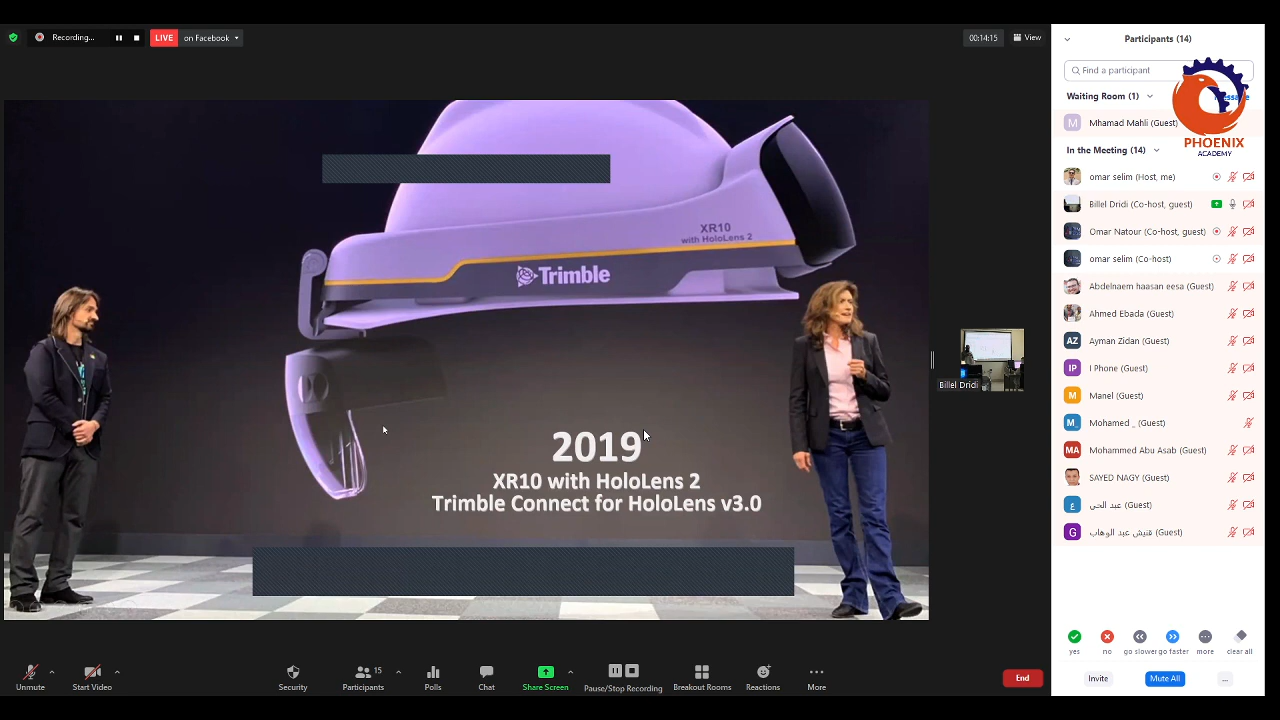 Recording...
LIVE
on Facebook
00:14:15
View
XR10
with HoloLens 2
Trimble
2019
XR10 with HoloLens 2
Trimble Connect for HoloLens v3.0
Billel Dridi
Participants (14)
Find a participant
Waiting Room (1)
M
Mhamad Mahli (Guest)
PHOENIX
ACADEMY
In the Meeting (14)
omar selim (Host, me)
Billel Dridi (Co-host, guest)
Omar Natour (Co-host, guest)
omar selim (Co-host)
Abdelnaem haasan eesa (Guest)
Ahmed Ebada (Guest)
AZ
Ayman Zidan (Guest)
IP
I Phone (Guest)
M
Manel (Guest)
M_
Mohamed _ (Guest)
MA
Mohammed Abu Asab (Guest)
SAYED NAGY (Guest)
ع
عبد الحي (Guest)
G
قنيش عبد الوهاب (Guest)
yes
no
go slower
go faster
more
clear all
Invite
Mute All
...
Unmute
Start Video
Security
15
Participants
Polls
Chat
Share Screen
Pause/Stop Recording
Breakout Rooms
Reactions
More
End